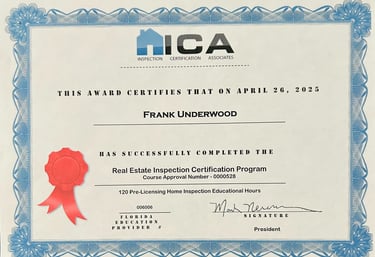 ICA
INSPECTION CERTIFICATION ASSOCIATES
THIS AWARD CERTIFIES THAT ON APRIL 26, 2025
FRANK UNDERWOOD
HAS SUCCESSFULLY COMPLETED THE
Real Estate Inspection Certification Program
Course Approval Number - 0000528
120 Pre-Licensing Home Inspection Educational Hours
006066
FLORIDA
EDUCATION
PROVIDER #
SIGNATURE
President